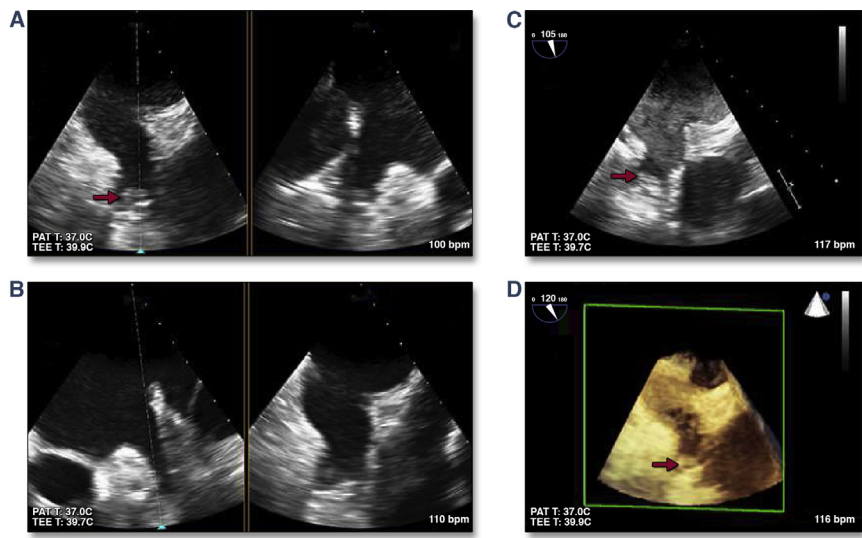 A
PAT T: 37.0C
TEE T: 39.9C
100 bpm
B
PAT T: 37.0C
TEE T: 39.7C
110 bpm
C
0 105 180
PAT T: 37.0C
TEE T: 39.7C
117 bpm
D
0 120 180
PAT T: 37.0C
TEE T: 39.9C
116 bpm